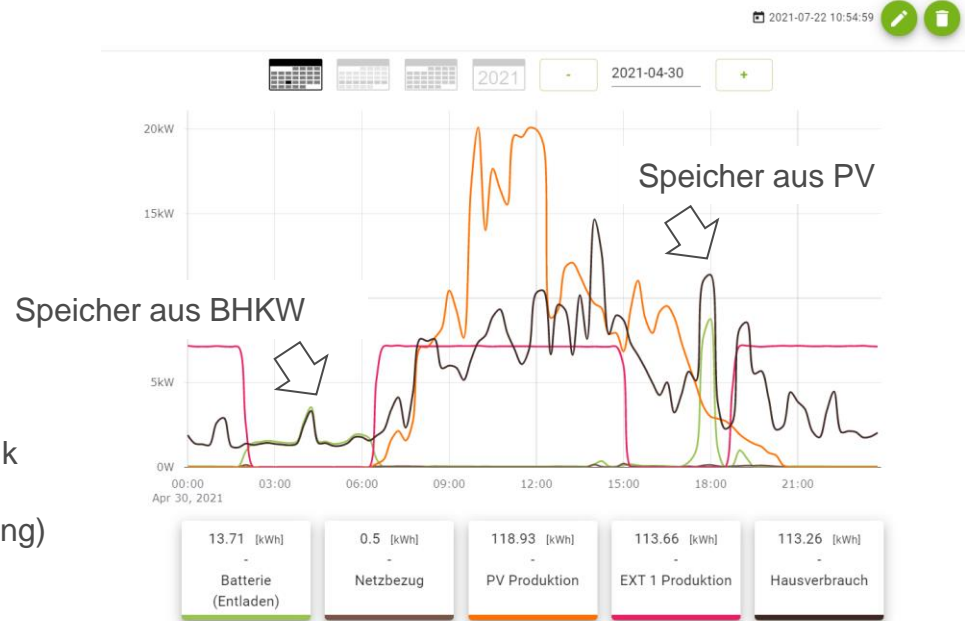 2021-07-22 10:54:59
2021
-
2021-04-30
+
20kW
Speicher aus PV
15kW
Speicher aus BHKW
5kW
k
0W
00:00 03:00 06:00 09:00 12:00 15:00 18:00 21:00
Apr 30, 2021
ng)
13.71 [kWh] 0.5 [kWh] 118.93 [kWh] 113.66 [kWh] 113.26 [kWh]
- - - - -
Batterie Netzbezug PV Produktion EXT 1 Produktion Hausverbrauch
(Entladen)